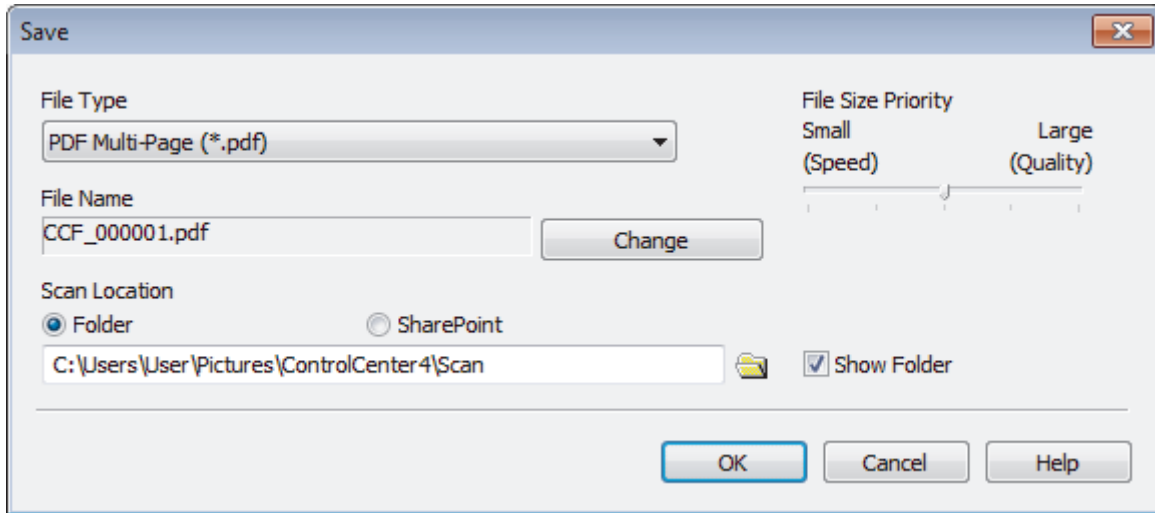 Save
File Type
PDF Multi-Page (*.pdf)
File Size Priority
Small Large
(Speed) (Quality)
File Name
CCF_000001.pdf
Change
Scan Location
Folder SharePoint
C:\Users\User\Pictures\ControlCenter4\Scan
Show Folder
OK Cancel Help